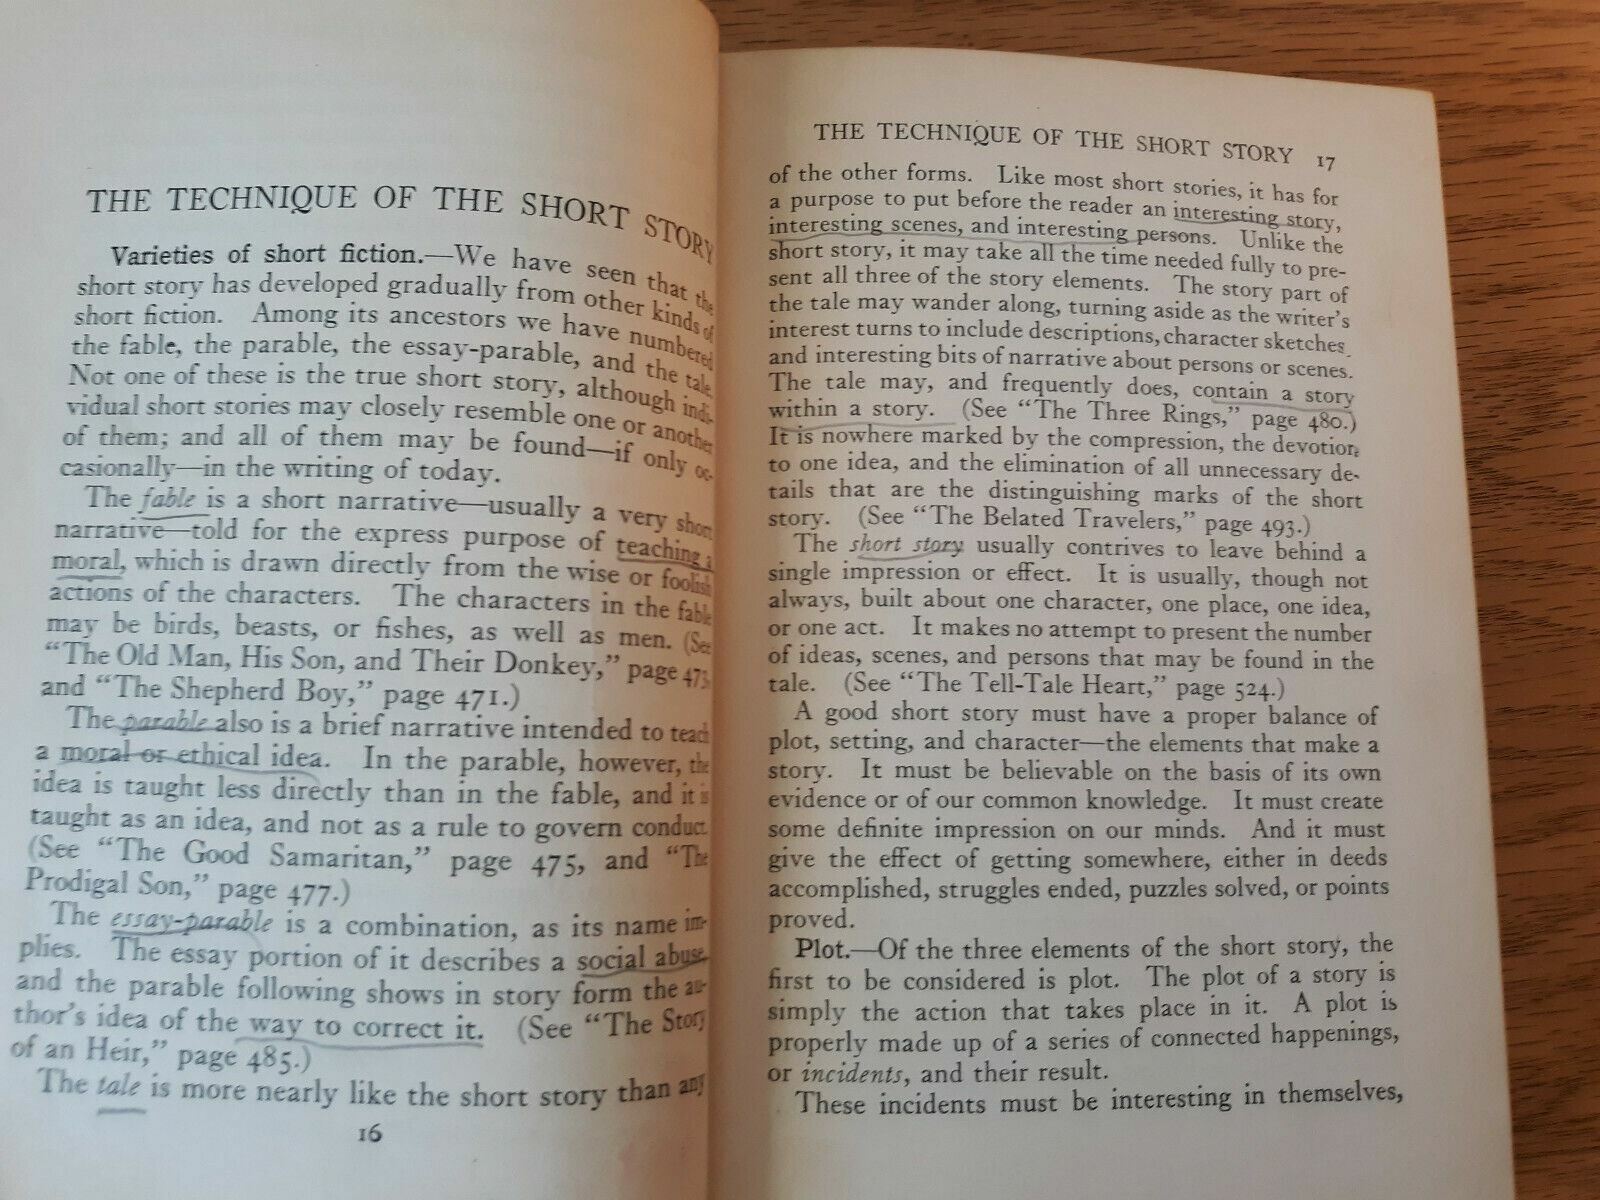 THE TECHNIQUE OF THE SHORT STORY
Varieties of short fiction.—We have seen that the
short story has developed gradually from other kinds of
short fiction. Among its ancestors we have numbered
the fable, the parable, the essay-parable, and the tale.
Not one of these is the true short story, although indi-
vidual short stories may closely resemble one or another
of them; and all of them may be found—if only oc-
casionally—in the writing of today.
The fable is a short narrative—usually a very short
narrative—told for the express purpose of teaching a
moral, which is drawn directly from the wise or foolish
actions of the characters. The characters in the fable
may be birds, beasts, or fishes, as well as men. (See
"The Old Man, His Son, and Their Donkey," page 473,
and "The Shepherd Boy," page 471.)
The parable also is a brief narrative intended to teach
a moral or ethical idea. In the parable, however, the
idea is taught less directly than in the fable, and it is
taught as an idea, and not as a rule to govern conduct.
(See "The Good Samaritan," page 475, and "The
Prodigal Son," page 477.)
The essay-parable is a combination, as its name im-
plies. The essay portion of it describes a social abuse,
and the parable following shows in story form the au-
thor's idea of the way to correct it. (See "The Story
of an Heir," page 485.)
The tale is more nearly like the short story than any
16
THE TECHNIQUE OF THE SHORT STORY 17
of the other forms. Like most short stories, it has for
a purpose to put before the reader an interesting story,
interesting scenes, and interesting persons. Unlike the
short story, it may take all the time needed fully to pre-
sent all three of the story elements. The story part of
the tale may wander along, turning aside as the writer's
interest turns to include descriptions, character sketches,
and interesting bits of narrative about persons or scenes.
The tale may, and frequently does, contain a story
within a story. (See "The Three Rings," page 480.)
It is nowhere marked by the compression, the devotion
to one idea, and the elimination of all unnecessary de-
tails that are the distinguishing marks of the short
story. (See "The Belated Travelers," page 493.)
The short story usually contrives to leave behind a
single impression or effect. It is usually, though not
always, built about one character, one place, one idea,
or one act. It makes no attempt to present the number
of ideas, scenes, and persons that may be found in the
tale. (See "The Tell-Tale Heart," page 524.)
A good short story must have a proper balance of
plot, setting, and character—the elements that make a
story. It must be believable on the basis of its own
evidence or of our common knowledge. It must create
some definite impression on our minds. And it must
give the effect of getting somewhere, either in deeds
accomplished, struggles ended, puzzles solved, or points
proved.
Plot.—Of the three elements of the short story, the
first to be considered is plot. The plot of a story is
simply the action that takes place in it. A plot is
properly made up of a series of connected happenings,
or incidents, and their result.
These incidents must be interesting in themselves,